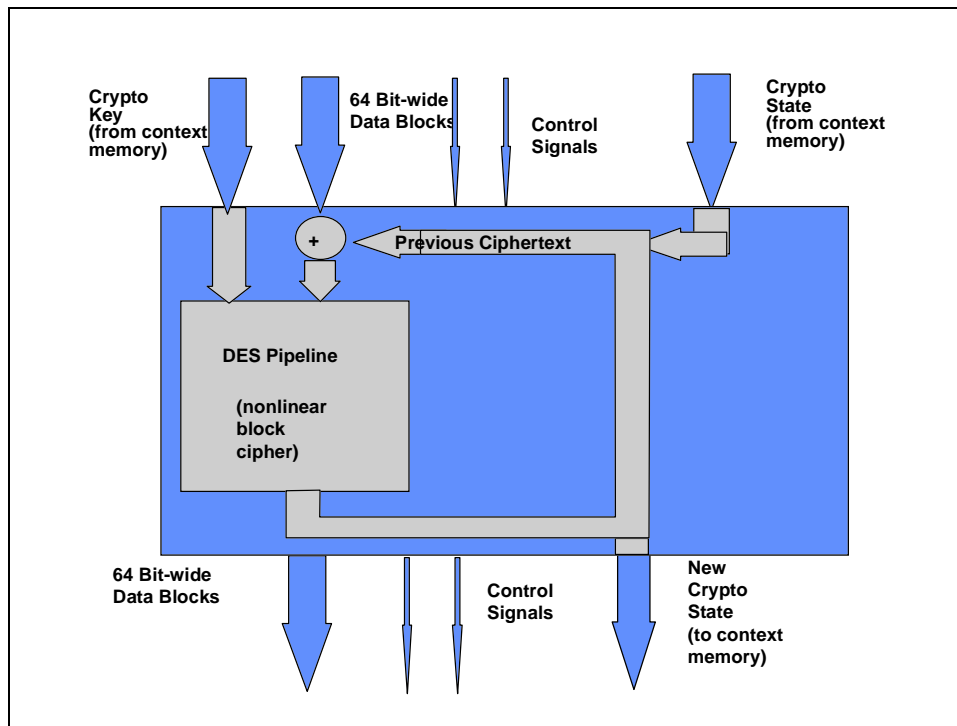 Crypto
Key
(from context
memory)
64 Bit-wide
Data Blocks
Control
Signals
Crypto
State
(from context
memory)
+
Previous Ciphertext
DES Pipeline
(nonlinear
block
cipher)
64 Bit-wide
Data Blocks
Control
Signals
New
Crypto
State
(to context
memory)